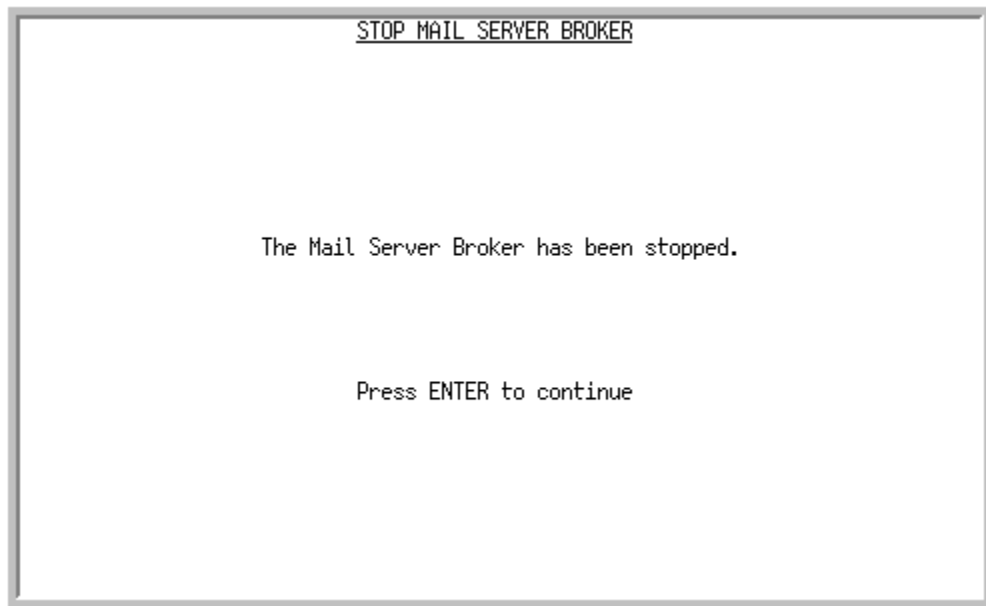 STOP MAIL SERVER BROKER
The Mail Server Broker has been stopped.
Press ENTER to continue